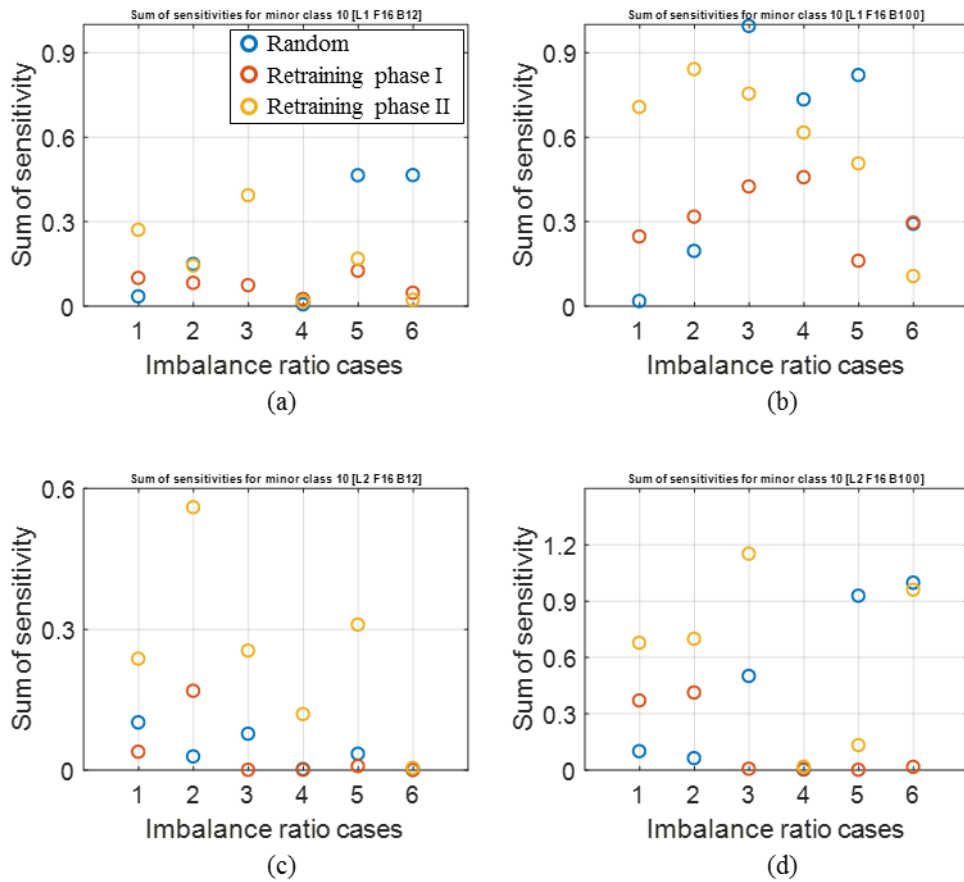 Sum of sensitivities for minor class 10 [L1 F16 B12]
Sum of sensitivity
0.9
0.6
0.3
0
Random
Retraining phase I
Retraining phase II
1 2 3 4 5 6
Imbalance ratio cases
(a)
Sum of sensitivities for minor class 10 [L1 F16 B100]
Sum of sensitivity
0.9
0.6
0.3
0
1 2 3 4 5 6
Imbalance ratio cases
(b)
Sum of sensitivities for minor class 10 [L2 F16 B12]
Sum of sensitivity
0.6
0.3
0
1 2 3 4 5 6
Imbalance ratio cases
(c)
Sum of sensitivities for minor class 10 [L2 F16 B100]
Sum of sensitivity
1.2
0.9
0.6
0.3
0
1 2 3 4 5 6
Imbalance ratio cases
(d)